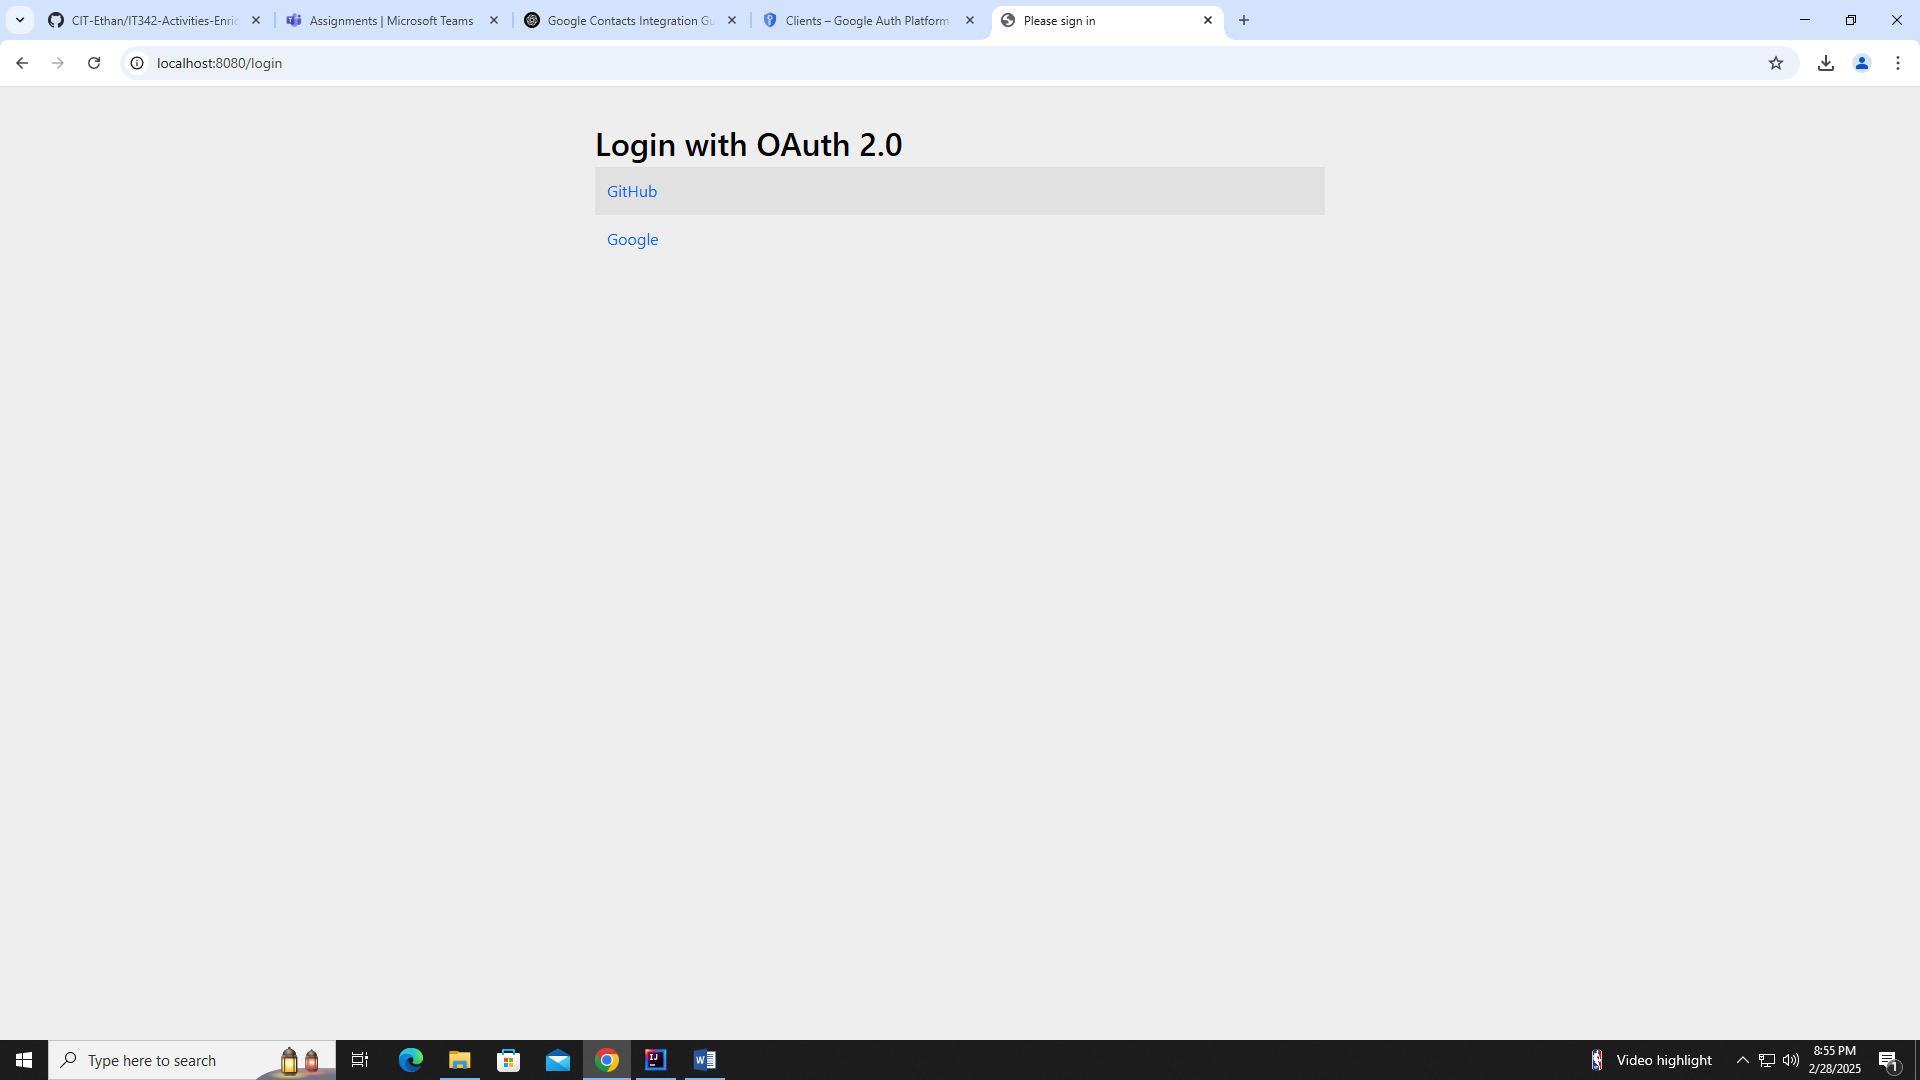 CIT-Ethan/IT342-Activities-Enric
Assignments | Microsoft Teams
Google Contacts Integration Gu
Clients – Google Auth Platform
Please sign in
localhost:8080/login
Login with OAuth 2.0
GitHub
Google
Type here to search
Video highlight
8:55 PM
2/28/2025
1